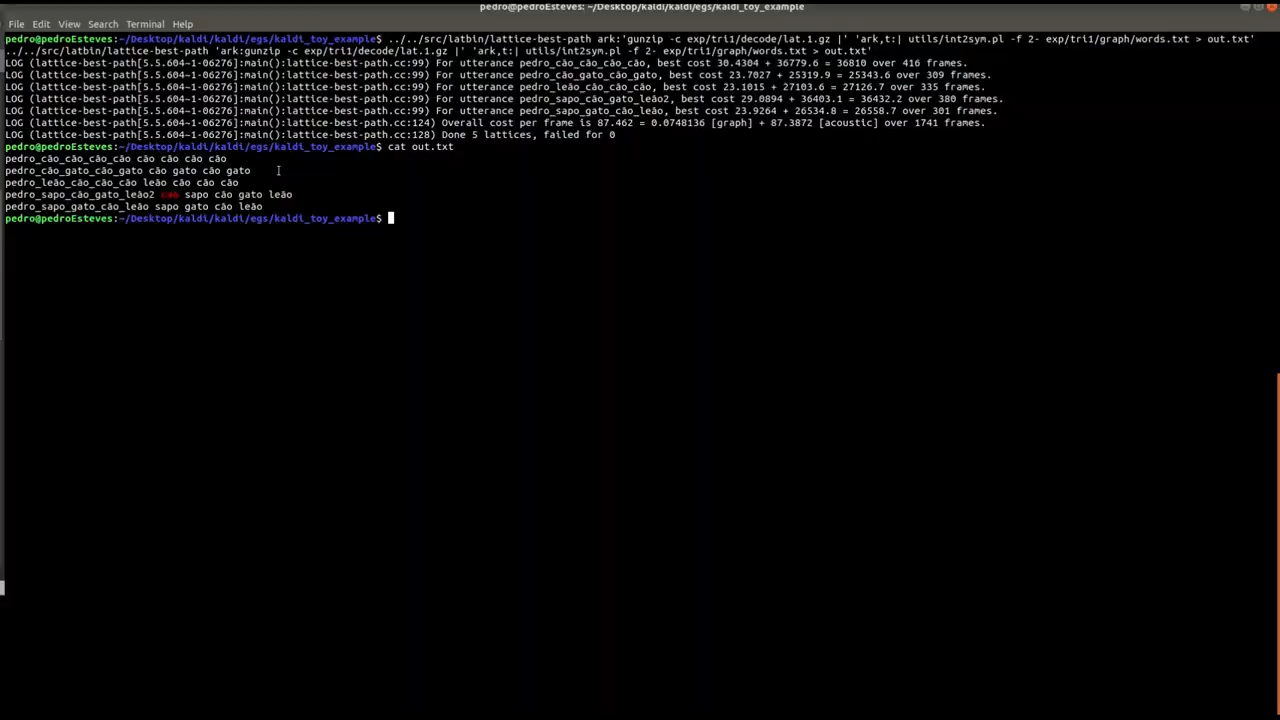 pedro@pedroEsteves: ~/Desktop/kaldi/kaldi/egs/kaldi_toy_example
File Edit View Search Terminal Help
pedro@pedroEsteves:~/Desktop/kaldi/kaldi/egs/kaldi_toy_example$ ../../src/latbin/lattice-best-path ark:'gunzip -c exp/tri1/decode/lat.1.gz |' 'ark,t:| utils/int2sym.pl -f 2- exp/tri1/graph/words.txt > out.txt'
../../src/latbin/lattice-best-path 'ark:gunzip -c exp/tri1/decode/lat.1.gz |' 'ark,t:| utils/int2sym.pl -f 2- exp/tri1/graph/words.txt > out.txt'
LOG (lattice-best-path[5.5.604~1-06276]:main():lattice-best-path.cc:99) For utterance pedro_cão_cão_cão_cão, best cost 30.4304 + 36779.6 = 36810 over 416 frames.
LOG (lattice-best-path[5.5.604~1-06276]:main():lattice-best-path.cc:99) For utterance pedro_cão_gato_cão_gato, best cost 23.7027 + 25319.9 = 25343.6 over 309 frames.
LOG (lattice-best-path[5.5.604~1-06276]:main():lattice-best-path.cc:99) For utterance pedro_leão_cão_cão_cão, best cost 23.1015 + 27103.6 = 27126.7 over 335 frames.
LOG (lattice-best-path[5.5.604~1-06276]:main():lattice-best-path.cc:99) For utterance pedro_sapo_cão_gato_leão2, best cost 29.0894 + 36403.1 = 36432.2 over 380 frames.
LOG (lattice-best-path[5.5.604~1-06276]:main():lattice-best-path.cc:99) For utterance pedro_sapo_gato_cão_leão, best cost 23.9264 + 26534.8 = 26558.7 over 301 frames.
LOG (lattice-best-path[5.5.604~1-06276]:main():lattice-best-path.cc:124) Overall cost per frame is 87.462 = 0.0748136 [graph] + 87.3872 [acoustic] over 1741 frames.
LOG (lattice-best-path[5.5.604~1-06276]:main():lattice-best-path.cc:128) Done 5 lattices, failed for 0
pedro@pedroEsteves:~/Desktop/kaldi/kaldi/egs/kaldi_toy_example$ cat out.txt
pedro_cão_cão_cão_cão cão cão cão cão
pedro_cão_gato_cão_gato cão gato cão gato
pedro_leão_cão_cão_cão leão cão cão cão
pedro_sapo_cão_gato_leão2 sapo cão gato leão
pedro_sapo_gato_cão_leão sapo gato cão leão
pedro@pedroEsteves:~/Desktop/kaldi/kaldi/egs/kaldi_toy_example$